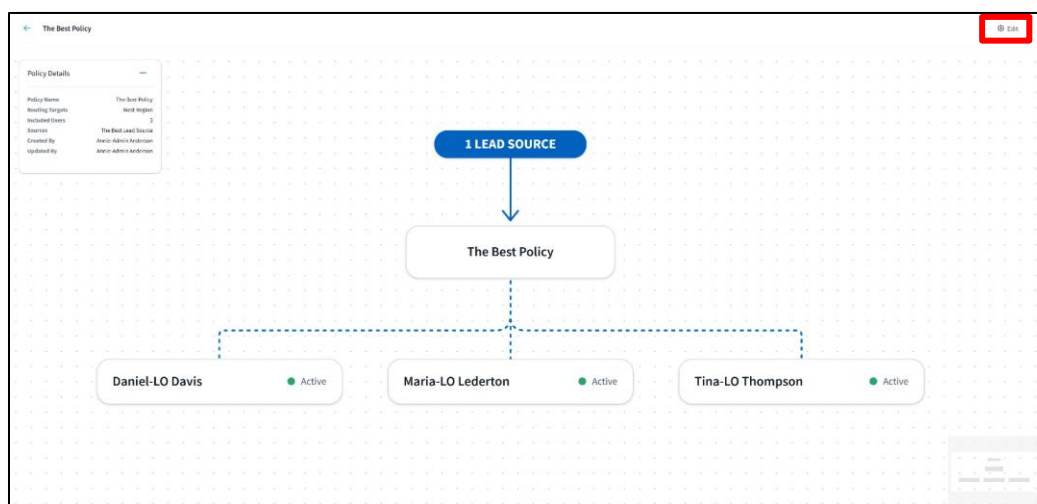 The Best Policy
Edit
Policy Details
Policy Name The Best Policy
Routing Targets West Region
Included Users 3
Sources The Best Lead Source
Created By Annie-Admin Anderson
Updated By Annie-Admin Anderson
1 LEAD SOURCE
The Best Policy
Daniel-LO Davis Active
Maria-LO Lederton Active
Tina-LO Thompson Active